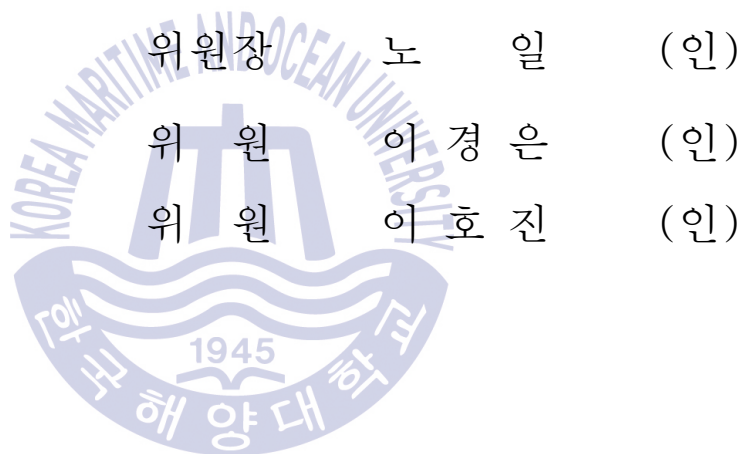 위원장 노 일 (인)
위 원 이 경 은 (인)
위 원 이 호 진 (인)
KOREA MARITIME AND OCEAN UNIVERSITY
1945
한국해양대학교